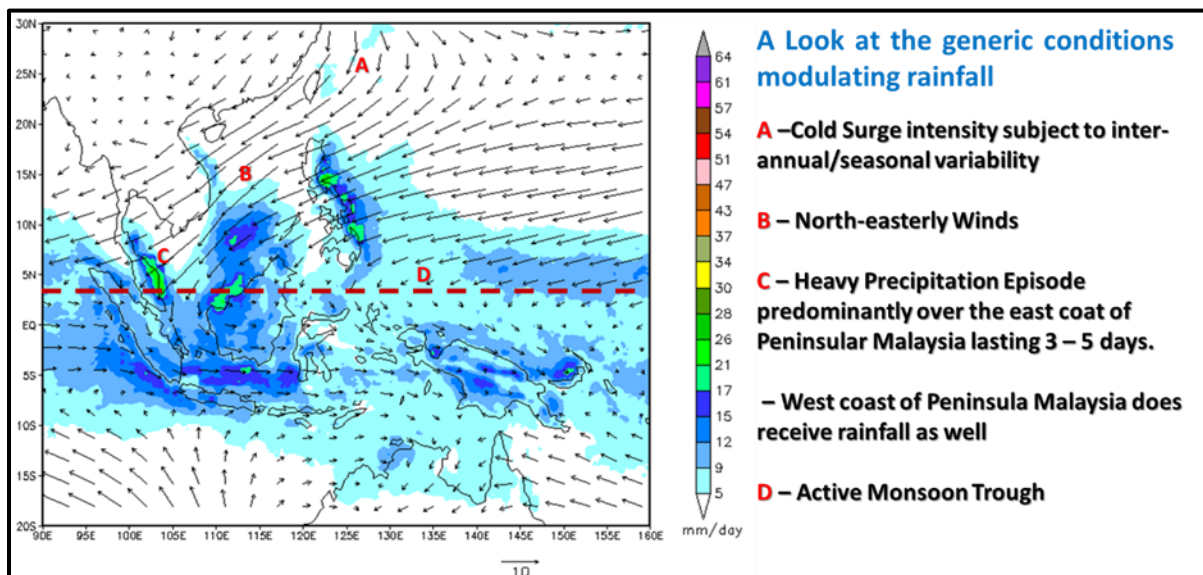 30N
25N
20N
15N
10N
5N
EQ
5S
10S
15S
20S
90E 95E 100E 105E 110E 115E 120E 125E 130E 135E 140E 145E 150E 155E 160E
10
A
B
C
D
64
61
57
54
51
47
43
37
34
30
28
26
21
17
15
12
9
5
mm/day
A Look at the generic conditions
modulating rainfall
A –Cold Surge intensity subject to inter-
annual/seasonal variability
B – North-easterly Winds
C – Heavy Precipitation Episode
predominantly over the east coat of
Peninsular Malaysia lasting 3 – 5 days.
– West coast of Peninsula Malaysia does
receive rainfall as well
D – Active Monsoon Trough